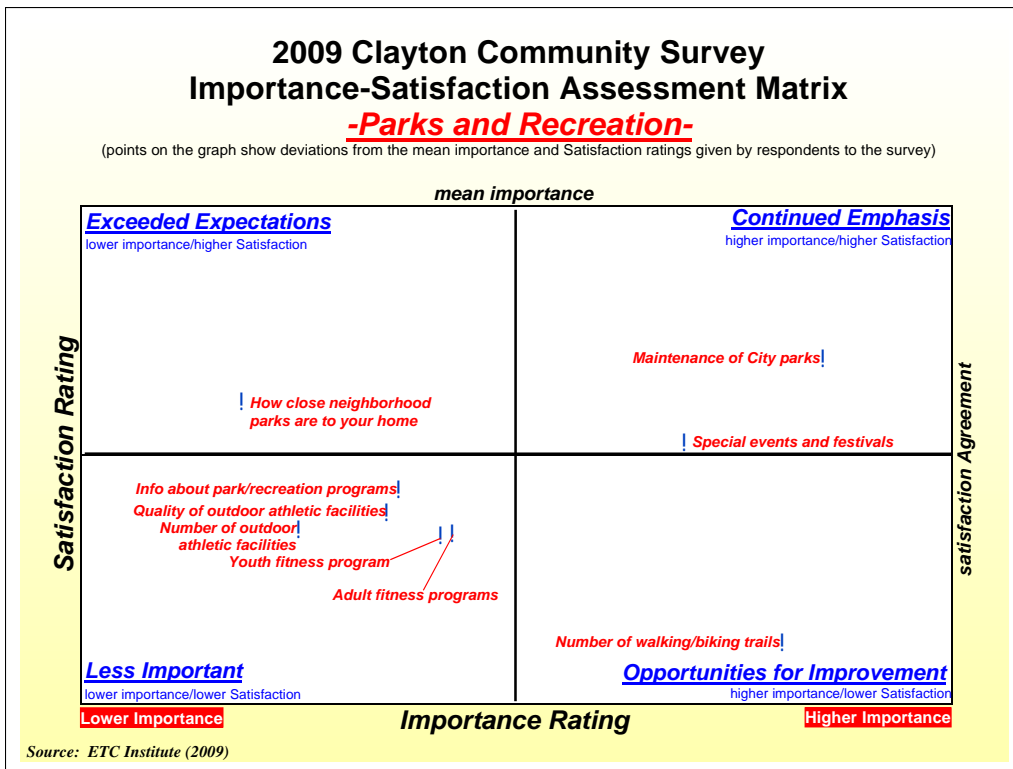 2009 Clayton Community Survey
Importance-Satisfaction Assessment Matrix
-Parks and Recreation-
(points on the graph show deviations from the mean importance and Satisfaction ratings given by respondents to the survey)
mean importance
Exceeded Expectations
lower importance/higher Satisfaction
Continued Emphasis
higher importance/higher Satisfaction
Satisfaction Rating
satisfaction Agreement
Maintenance of City parks
How close neighborhood
parks are to your home
Special events and festivals
Info about park/recreation programs
Quality of outdoor athletic facilities
Number of outdoor
athletic facilities
Youth fitness program
Adult fitness programs
Number of walking/biking trails
Less Important
lower importance/lower Satisfaction
Opportunities for Improvement
higher importance/lower Satisfaction
Lower Importance
Importance Rating
Higher Importance
Source: ETC Institute (2009)